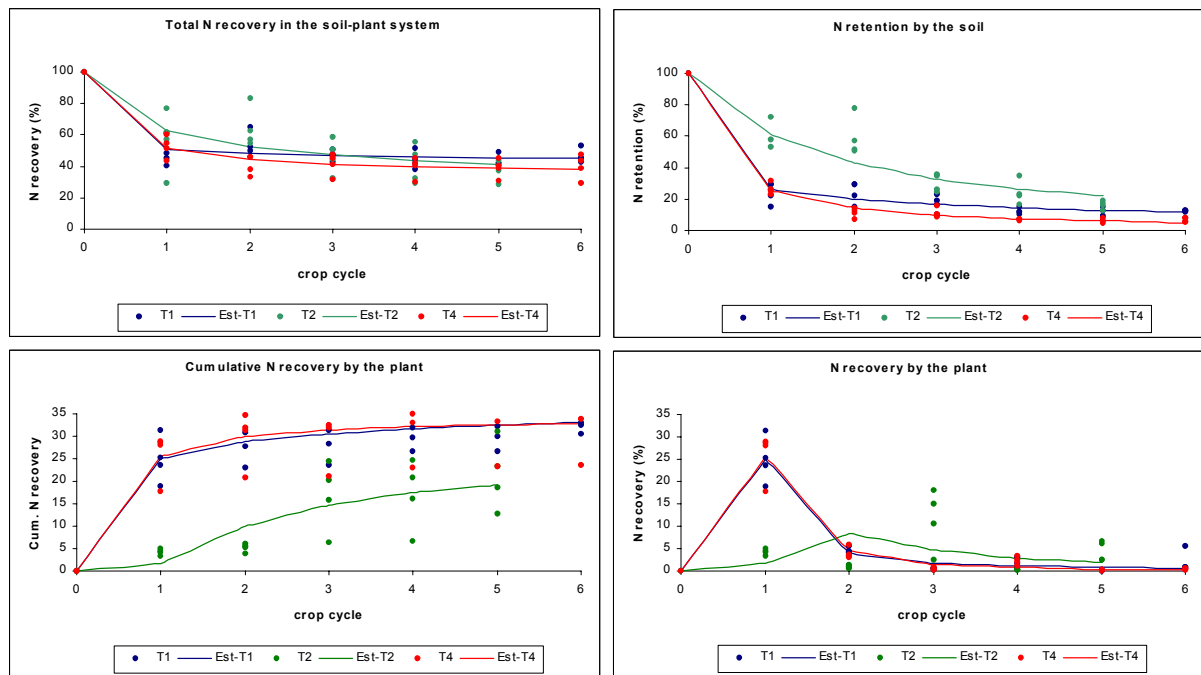 Total N recovery in the soil-plant system
N recovery (%)
100
80
60
40
20
0
0 1 2 3 4 5 6
crop cycle
T1 Est-T1 T2 Est-T2 T4 Est-T4
N retention by the soil
N retention (%)
100
80
60
40
20
0
0 1 2 3 4 5 6
crop cycle
T1 Est-T1 T2 Est-T2 T4 Est-T4
Cumulative N recovery by the plant
Cum. N recovery
35
30
25
20
15
10
5
0
0 1 2 3 4 5 6
crop cycle
T1 Est-T1 T2 Est-T2 T4 Est-T4
N recovery by the plant
N recovery (%)
35
30
25
20
15
10
5
0
0 1 2 3 4 5 6
crop cycle
T1 Est-T1 T2 Est-T2 T4 Est-T4